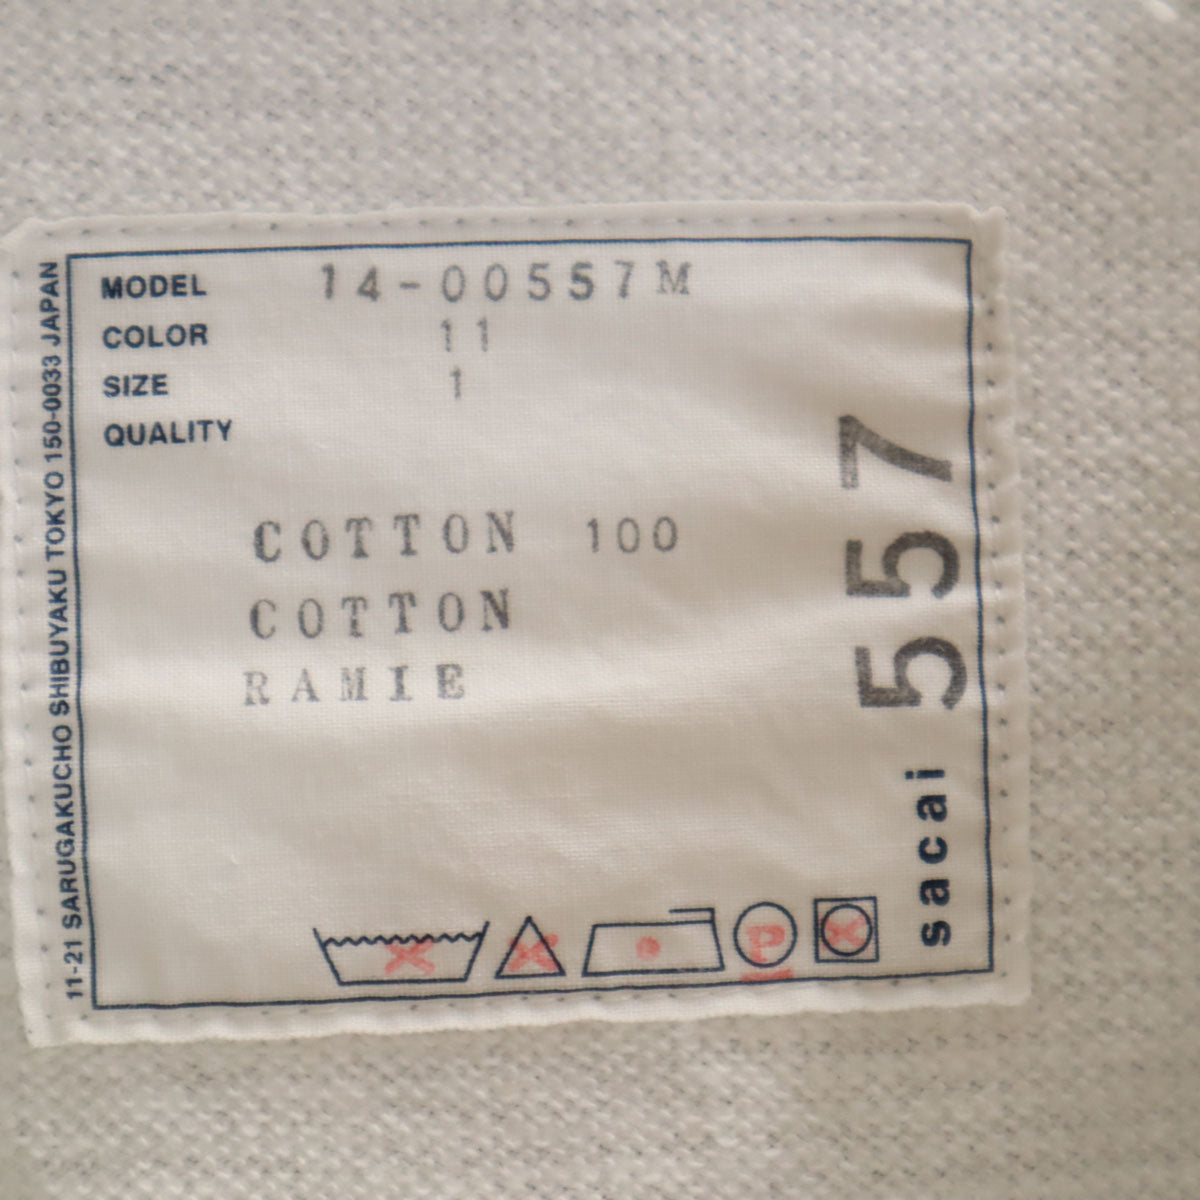 MODEL 14-00557M
COLOR 11
SIZE 1
QUALITY
COTTON 100
COTTON
RAMIE
P
sacai 557
11-21 SARUGAKUCHO SHIBUYAKU TOKYO 150-0033 JAPAN